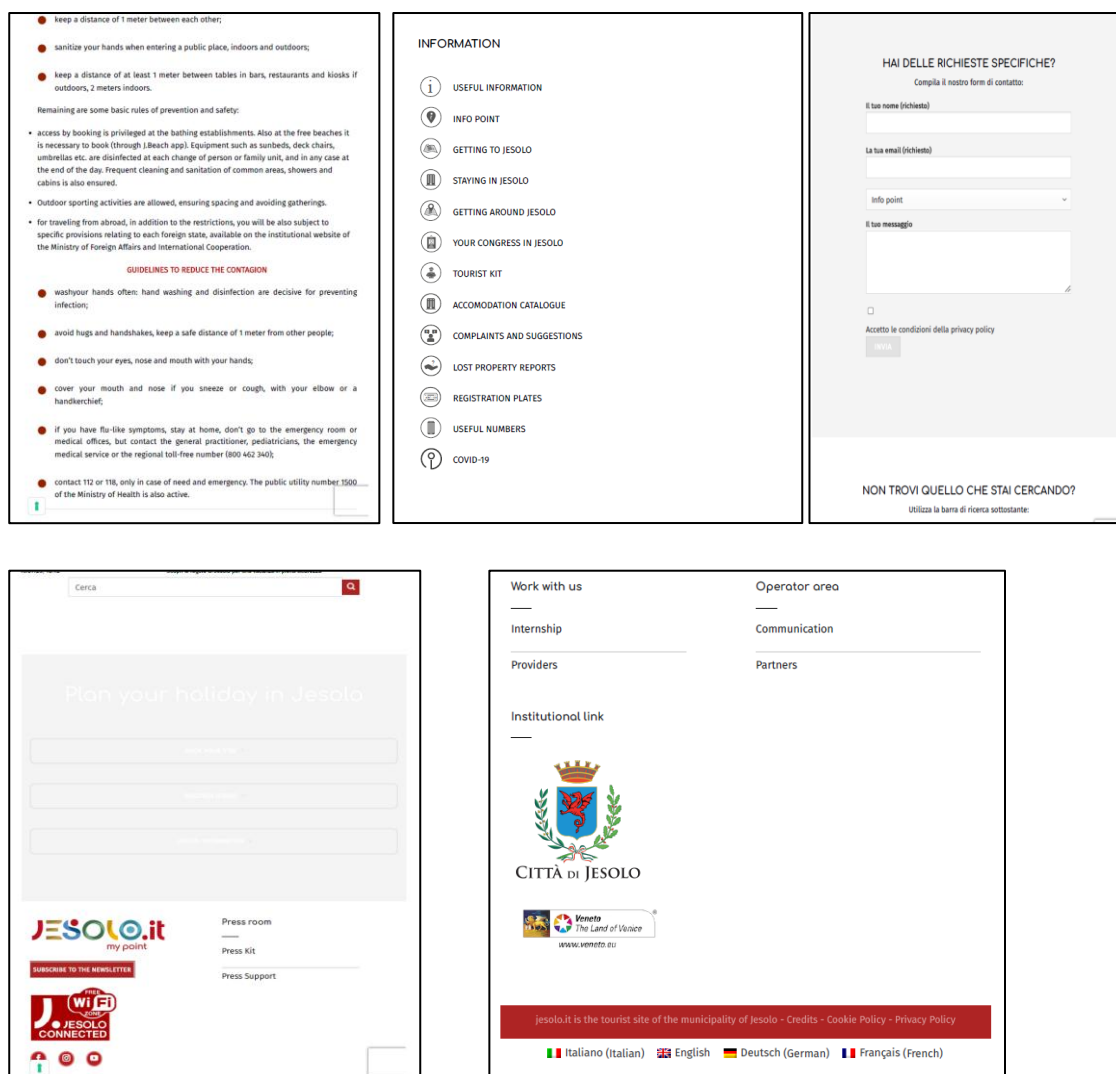 keep a distance of 1 meter between each other;
sanitize your hands when entering a public place, indoors and outdoors;
keep a distance of at least 1 meter between tables in bars, restaurants and kiosks if
outdoors, 2 meters indoors.
Remaining are some basic rules of prevention and safety:
access by booking is privileged at the bathing establishments. Also at the free beaches it
is necessary to book (through J.Beach app). Equipment such as sunbeds, deck chairs,
umbrellas etc. are disinfected at each change of person or family unit, and in any case at
the end of the day. Frequent cleaning and sanitation of common areas, showers and
cabins is also ensured.
Outdoor sporting activities are allowed, ensuring spacing and avoiding gatherings.
for traveling from abroad, in addition to the restrictions, you will be also subject to
specific provisions relating to each foreign state, available on the institutional website of
the Ministry of Foreign Affairs and International Cooperation.
GUIDELINES TO REDUCE THE CONTAGION
washyour hands often: hand washing and disinfection are decisive for preventing
infection;
avoid hugs and handshakes, keep a safe distance of 1 meter from other people;
don't touch your eyes, nose and mouth with your hands;
cover your mouth and nose if you sneeze or cough, with your elbow or a
handkerchief;
if you have flu-like symptoms, stay at home, don't go to the emergency room or
medical offices, but contact the general practitioner, pediatricians, the emergency
medical service or the regional toll-free number (800 462 340);
contact 112 or 118, only in case of need and emergency. The public utility number 1500
of the Ministry of Health is also active.
INFORMATION
USEFUL INFORMATION
INFO POINT
GETTING TO JESOLO
STAYING IN JESOLO
GETTING AROUND JESOLO
YOUR CONGRESS IN JESOLO
TOURIST KIT
ACCOMODATION CATALOGUE
COMPLAINTS AND SUGGESTIONS
LOST PROPERTY REPORTS
REGISTRATION PLATES
USEFUL NUMBERS
COVID-19
HAI DELLE RICHIESTE SPECIFICHE?
Compila il nostro form di contatto:
Il tuo nome (richiesto)
La tua email (richiesto)
Info point
Il tuo messaggio
Accetto le condizioni della privacy policy
INVIA
NON TROVI QUELLO CHE STAI CERCANDO?
Utilizza la barra di ricerca sottostante:
Cerca
Plan your holiday in Jesolo
JESOLO.it
my point
SUBSCRIBE TO THE NEWSLETTER
FREE
WiFi
ZONE
J.
JESOLO
CONNECTED
Press room
Press Kit
Press Support
Work with us
Internship
Providers
Operator area
Communication
Partners
Institutional link
CITTÀ DI JESOLO
Veneto
The Land of Venice
www.veneto.eu
jesolo.it is the tourist site of the municipality of Jesolo - Credits - Cookie Policy - Privacy Policy
Italiano (Italian) English Deutsch (German) Français (French)